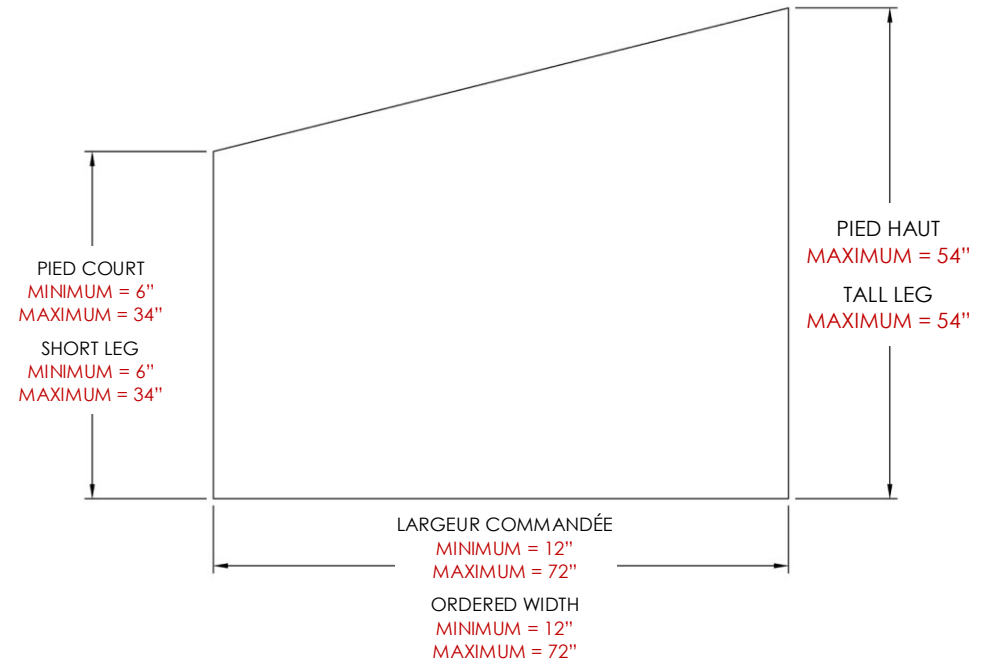 PIED COURT
MINIMUM = 6”
MAXIMUM = 34”
SHORT LEG
MINIMUM = 6”
MAXIMUM = 34”
PIED HAUT
MAXIMUM = 54”
TALL LEG
MAXIMUM = 54”
LARGEUR COMMANDÉE
MINIMUM = 12”
MAXIMUM = 72”
ORDERED WIDTH
MINIMUM = 12”
MAXIMUM = 72”